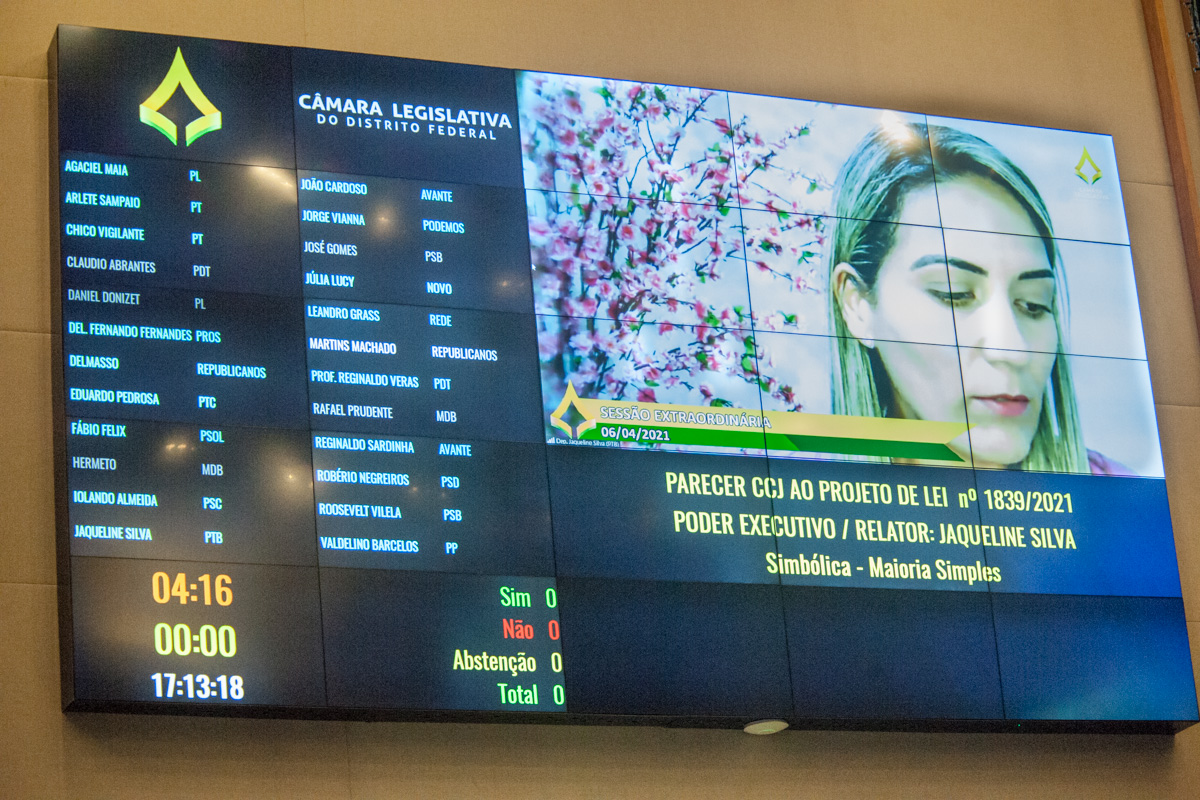 CÂMARA LEGISLATIVA
DO DISTRITO FEDERAL
AGACIEL MAIA PL
ARLETE SAMPAIO PT
CHICO VIGILANTE PT
CLAUDIO ABRANTES PDT
DANIEL DONIZET PL
DEL. FERNANDO FERNANDES PROS
DELMASSO REPUBLICANOS
EDUARDO PEDROSA PTC
FÁBIO FELIX PSOL
HERMETO MDB
IOLANDO ALMEIDA PSC
JAQUELINE SILVA PTB
JOÃO CARDOSO AVANTE
JORGE VIANNA PODEMOS
JOSÉ GOMES PSB
JÚLIA LUCY NOVO
LEANDRO GRASS REDE
MARTINS MACHADO REPUBLICANOS
PROF. REGINALDO VERAS PDT
RAFAEL PRUDENTE MDB
REGINALDO SARDINHA AVANTE
ROBÉRIO NEGREIROS PSD
ROOSEVELT VILELA PSB
VALDELINO BARCELOS PP
04:16
00:00
17:13:18
Sim 0
Não 0
Abstenção 0
Total 0
SESSÃO EXTRAORDINÁRIA
06/04/2021
Dep. Jaqueline Silva (PTB)
PARECER CCJ AO PROJETO DE LEI nº 1839/2021
PODER EXECUTIVO / RELATOR: JAQUELINE SILVA
Simbólica - Maioria Simples